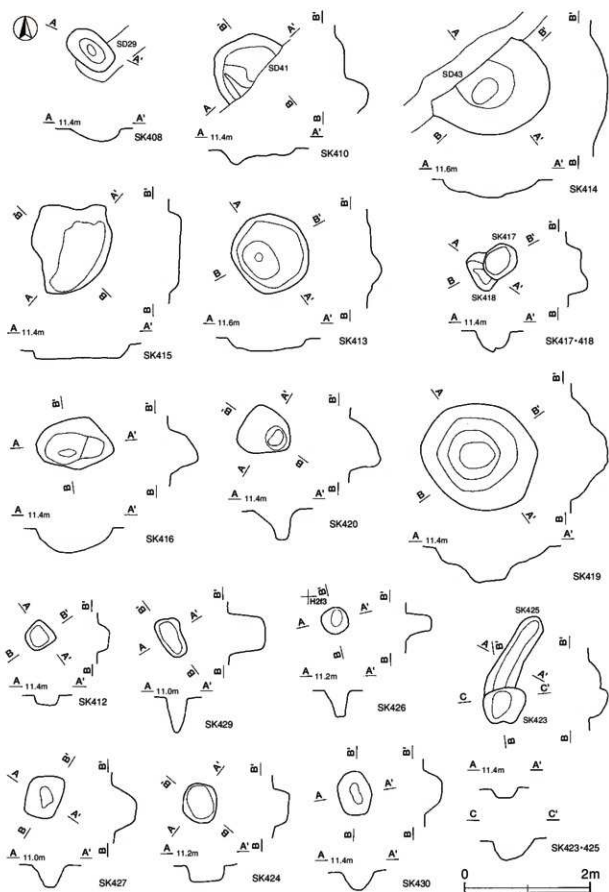 A
SD29
A'
A 11.4m A'
SK408
B'
A'
SD41
A
B
B'
B
A 11.4m A'
SK410
A
B'
SD43
B
A'
B'
B
A 11.6m A'
SK414
B'
A'
A
B
B'
B
A 11.4m A'
SK415
A
B'
B
A'
B'
B
A 11.6m A'
SK413
SK417
A
B'
B
SK418
A'
B'
B
A 11.4m A'
SK417・418
B'
A
A'
B
B'
B
A 11.4m A'
SK416
B'
A'
A
B
B'
B
A 11.4m A'
SK420
A
B'
B
A'
B'
B
A 11.4m A'
SK419
A
B'
B
A'
B'
B
A 11.4m A'
SK412
B'
A'
A
B
B'
B
A 11.0m A'
SK429
H2f3
B'
A
A'
B
B'
B
A 11.2m A'
SK426
SK425
A
B'
A'
C
C'
SK423
B
B'
B
A A'
11.4m
C C'
SK423・425
A
B'
B
A'
B'
B
A 11.0m A'
SK427
B'
A'
A
B
B'
B
A 11.2m A'
SK424
B'
A
A'
B
B'
B
A 11.4m A'
SK430
0 2m